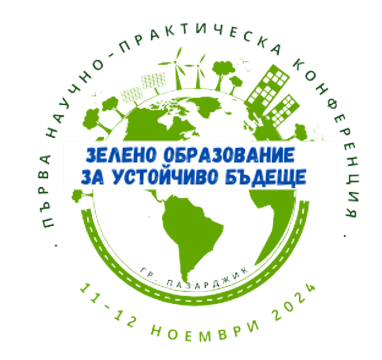 · ПЪРВА НАУЧНО-ПРАКТИЧЕСКА КОНФЕРЕНЦИЯ ·
ЗЕЛЕНО ОБРАЗОВАНИЕ
ЗА УСТОЙЧИВО БЪДЕЩЕ
ГР. ПАЗАРДЖИК
11-12 НОЕМВРИ 2024